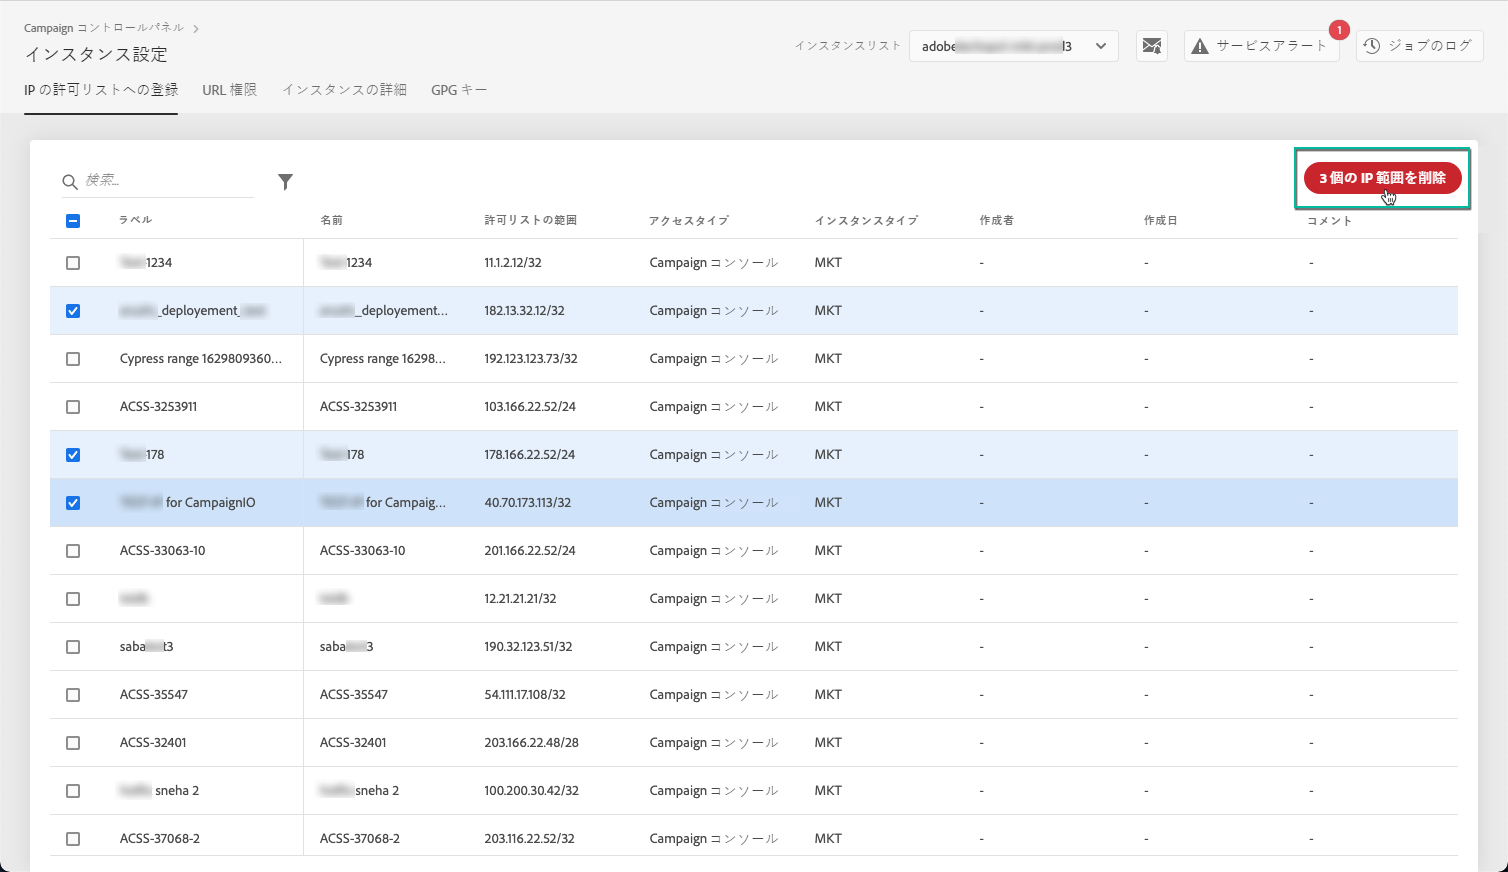 Campaign コントロールパネル
インスタンス設定
インスタンスリスト
adobe 3
サービスアラート
1
ジョブのログ
IP の許可リストへの登録 URL 権限 インスタンスの詳細 GPG キー
検索...
3 個の IP 範囲を削除
ラベル 名前 許可リストの範囲 アクセスタイプ インスタンスタイプ 作成者 作成日 コメント
1234 1234 11.1.2.12/32 Campaign コンソール MKT - - -
_deployement_ _deployement... 182.13.32.12/32 Campaign コンソール MKT - - -
Cypress range 1629809360... Cypress range 16298... 192.123.123.73/32 Campaign コンソール MKT - - -
ACSS-3253911 ACSS-3253911 103.166.22.52/24 Campaign コンソール MKT - - -
178 178 178.166.22.52/24 Campaign コンソール MKT - - -
for CampaignIO for Campaig... 40.70.173.113/32 Campaign コンソール MKT - - -
ACSS-33063-10 ACSS-33063-10 201.166.22.52/24 Campaign コンソール MKT - - -
12.21.21.21/32 Campaign コンソール MKT - - -
saba t3 saba 3 190.32.123.51/32 Campaign コンソール MKT - - -
ACSS-35547 ACSS-35547 54.111.17.108/32 Campaign コンソール MKT - - -
ACSS-32401 ACSS-32401 203.166.22.48/28 Campaign コンソール MKT - - -
sneha 2 sneha 2 100.200.30.42/32 Campaign コンソール MKT - - -
ACSS-37068-2 ACSS-37068-2 203.116.22.52/32 Campaign コンソール MKT - - -